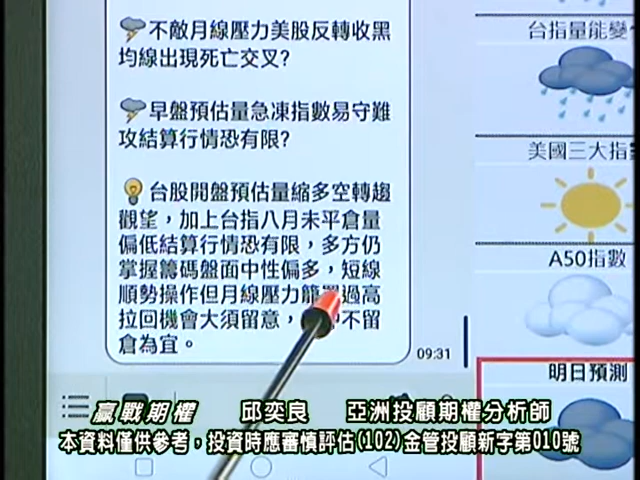 不敵月線壓力美股反轉收黑
均線出現死亡交叉?
早盤預估量急凍指數易守難
攻結算行情恐有限?
台股開盤預估量縮多空轉趨
觀望，加上台指八月未平倉量
偏低結算行情恐有限，多方仍
掌握籌碼盤面中性偏多，短線
順勢操作但月線壓力籠罩過高
拉回機會大須留意，
不留
倉為宜。
09:31
台指量能變
美國三大指
A50指數
明日預測
贏戰期權 邱奕良 亞洲投顧期權分析師
本資料僅供參考，投資時應審慎評估(102)金管投顧新字第010號